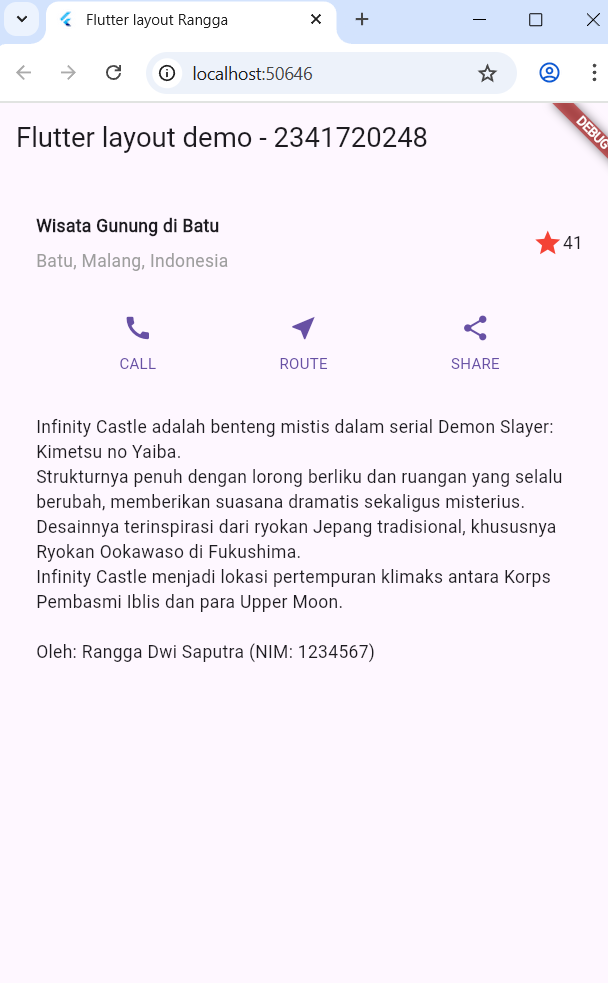 Flutter layout Rangga
localhost:50646
Flutter layout demo - 2341720248
DEBUG
Wisata Gunung di Batu
Batu, Malang, Indonesia
41
CALL
ROUTE
SHARE
Infinity Castle adalah benteng mistis dalam serial Demon Slayer:
Kimetsu no Yaiba.
Strukturnya penuh dengan lorong berliku dan ruangan yang selalu
berubah, memberikan suasana dramatis sekaligus misterius.
Desainnya terinspirasi dari ryokan Jepang tradisional, khususnya
Ryokan Ookawaso di Fukushima.
Infinity Castle menjadi lokasi pertempuran klimaks antara Korps
Pembasmi Iblis dan para Upper Moon.
Oleh: Rangga Dwi Saputra (NIM: 1234567)